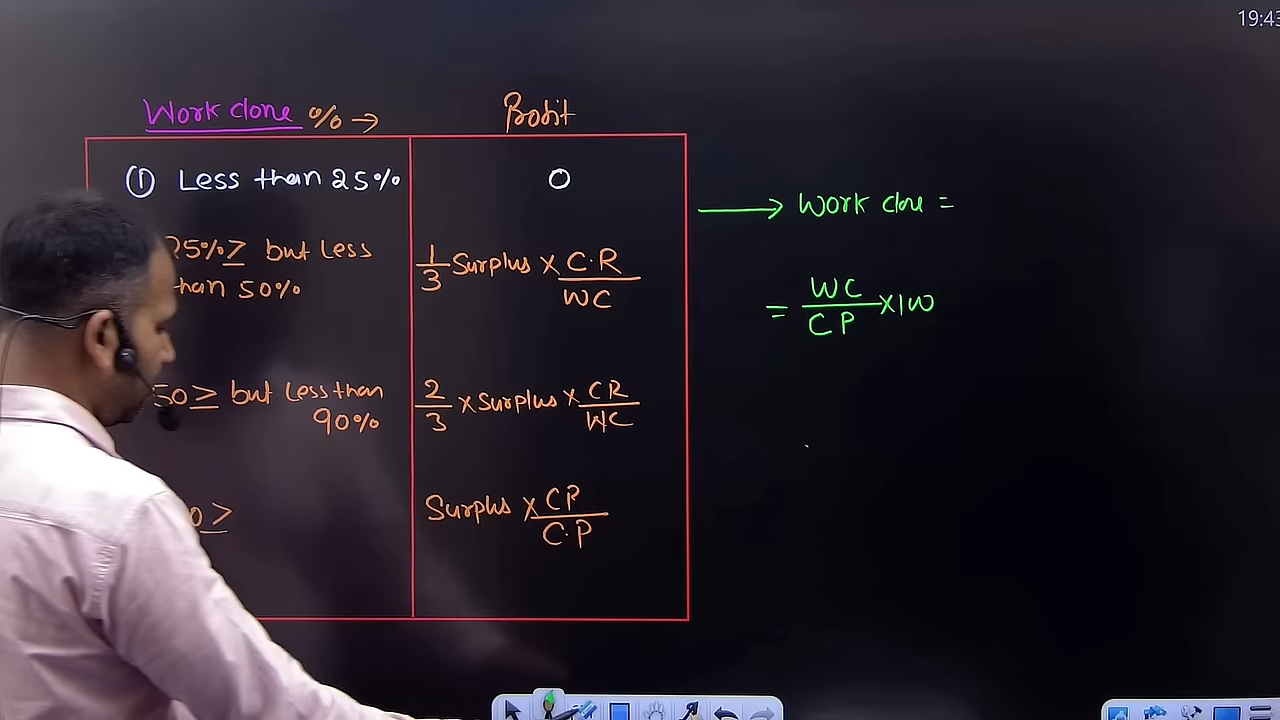 19:43
Work done % → Profit
① Less than 25% 0
25% ≥ but less
than 50%
1/3 Surplus × C.R/WC
50 ≥ but less than
90%
2/3 × Surplus × CR/WC
≥
Surplus × CP/C.P
→ Work done =
= WC/CP × 100